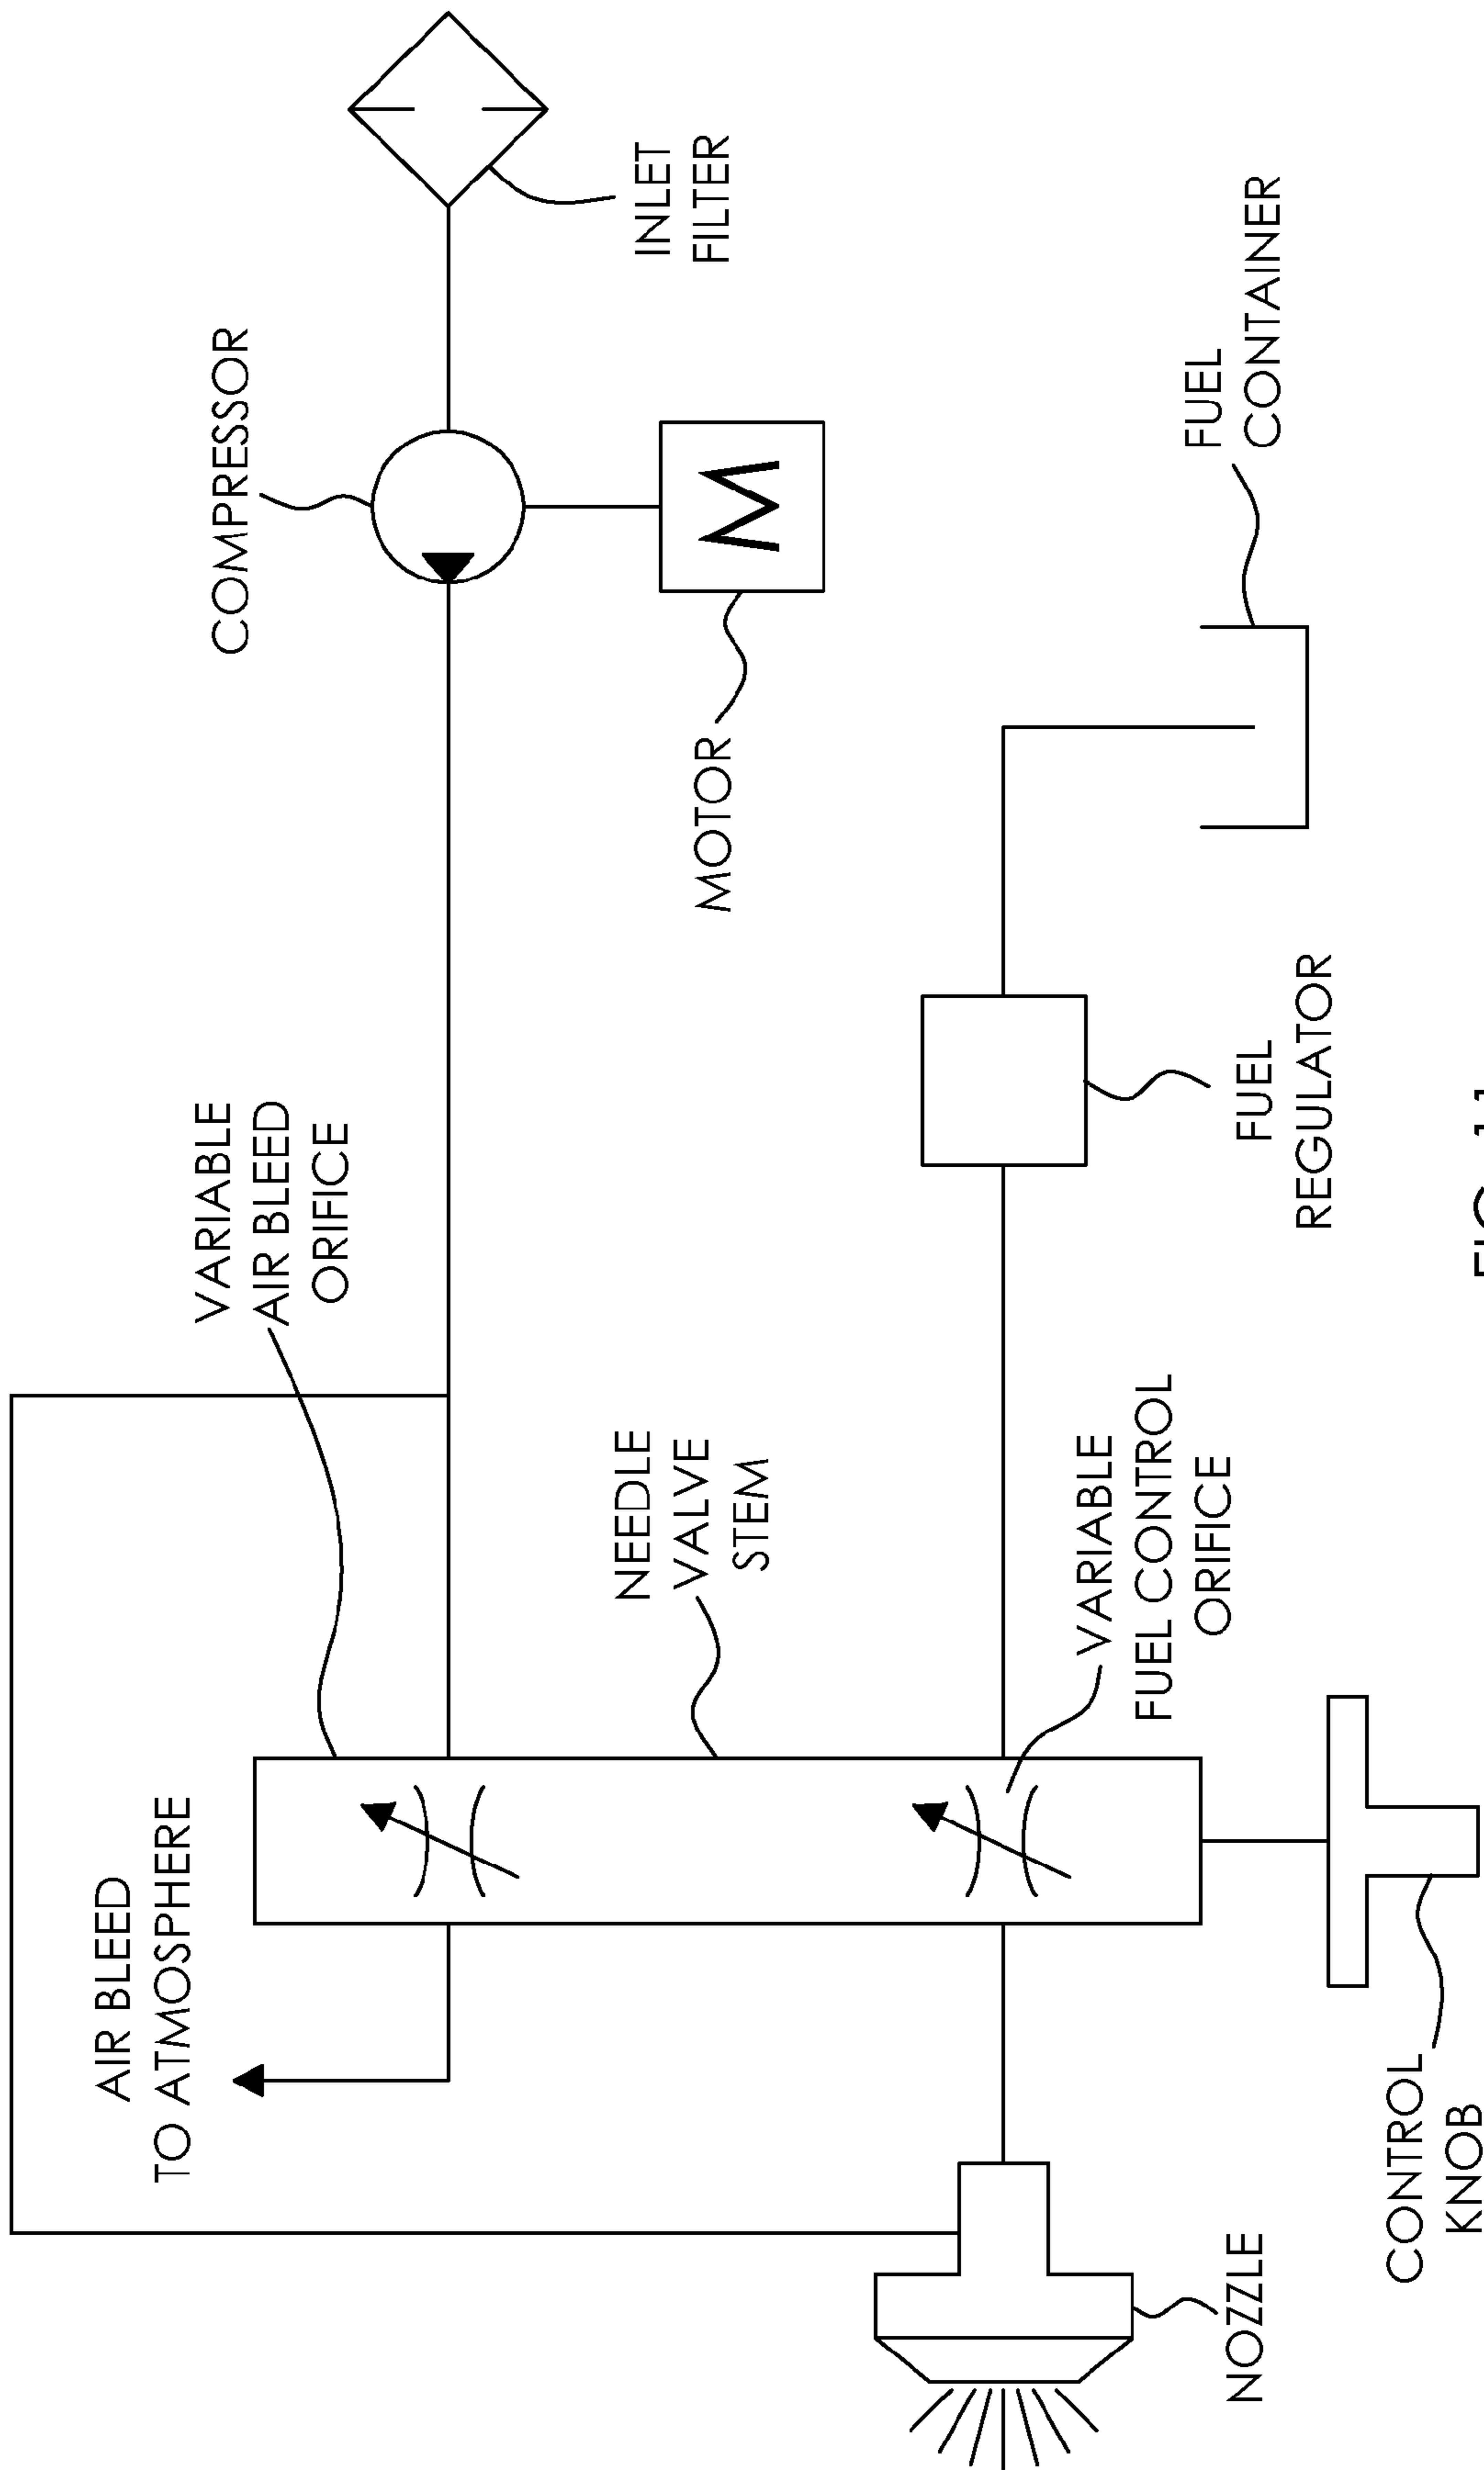 AIR BLEED
TO ATMOSPHERE
VARIABLE
AIR BLEED
ORIFICE
COMPRESSOR
NEEDLE
VALVE
STEM
INLET
FILTER
MOTOR
M
VARIABLE
FUEL CONTROL
ORIFICE
FUEL
CONTAINER
NOZZLE
FUEL
REGULATOR
CONTROL
KNOB